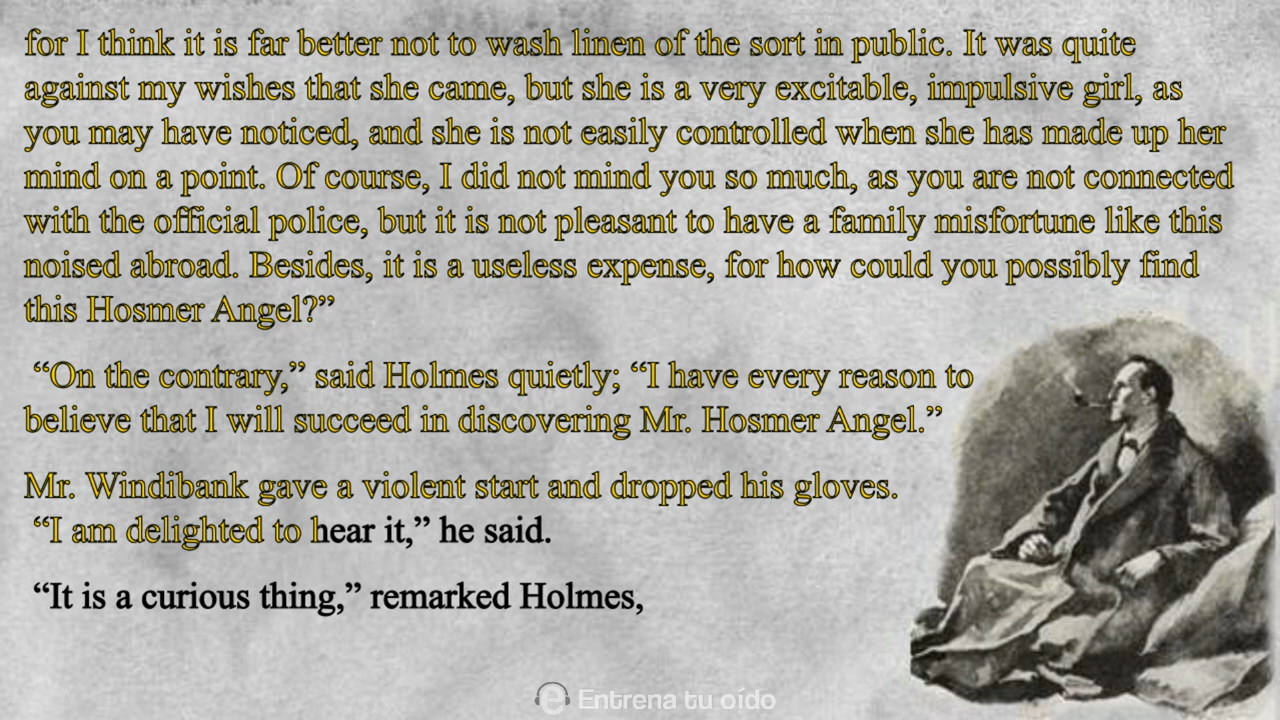 for I think it is far better not to wash linen of the sort in public. It was quite
against my wishes that she came, but she is a very excitable, impulsive girl, as
you may have noticed, and she is not easily controlled when she has made up her
mind on a point. Of course, I did not mind you so much, as you are not connected
with the official police, but it is not pleasant to have a family misfortune like this
noised abroad. Besides, it is a useless expense, for how could you possibly find
this Hosmer Angel?”
“On the contrary,” said Holmes quietly; “I have every reason to
believe that I will succeed in discovering Mr. Hosmer Angel.”
Mr. Windibank gave a violent start and dropped his gloves.
“I am delighted to hear it,” he said.
“It is a curious thing,” remarked Holmes,
e Entrena tu oído